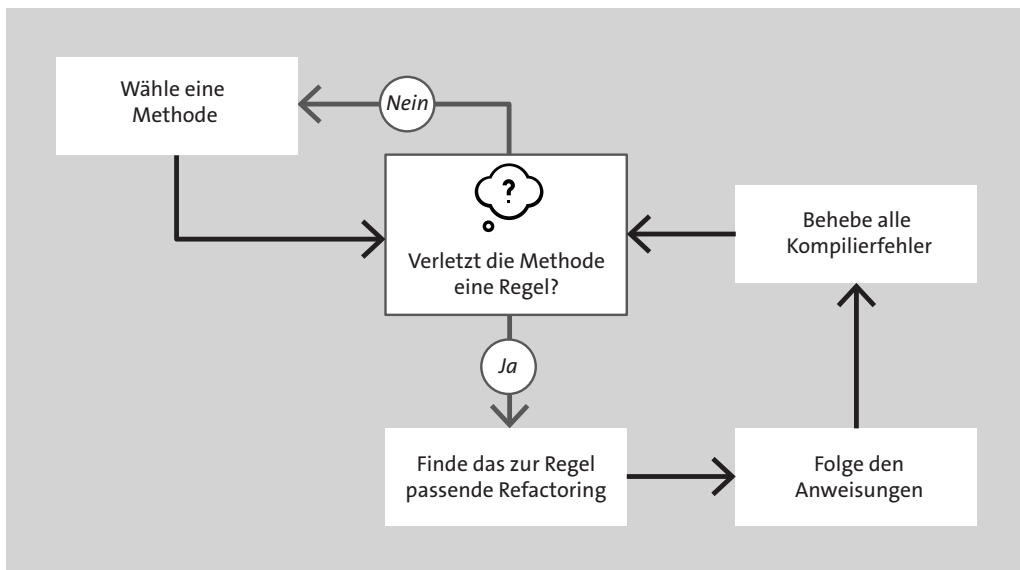 Wähle eine
Methode
Nein
?
Verletzt die Methode
eine Regel?
Behebe alle
Kompilierfehler
Ja
Finde das zur Regel
passende Refactoring
Folge den
Anweisungen